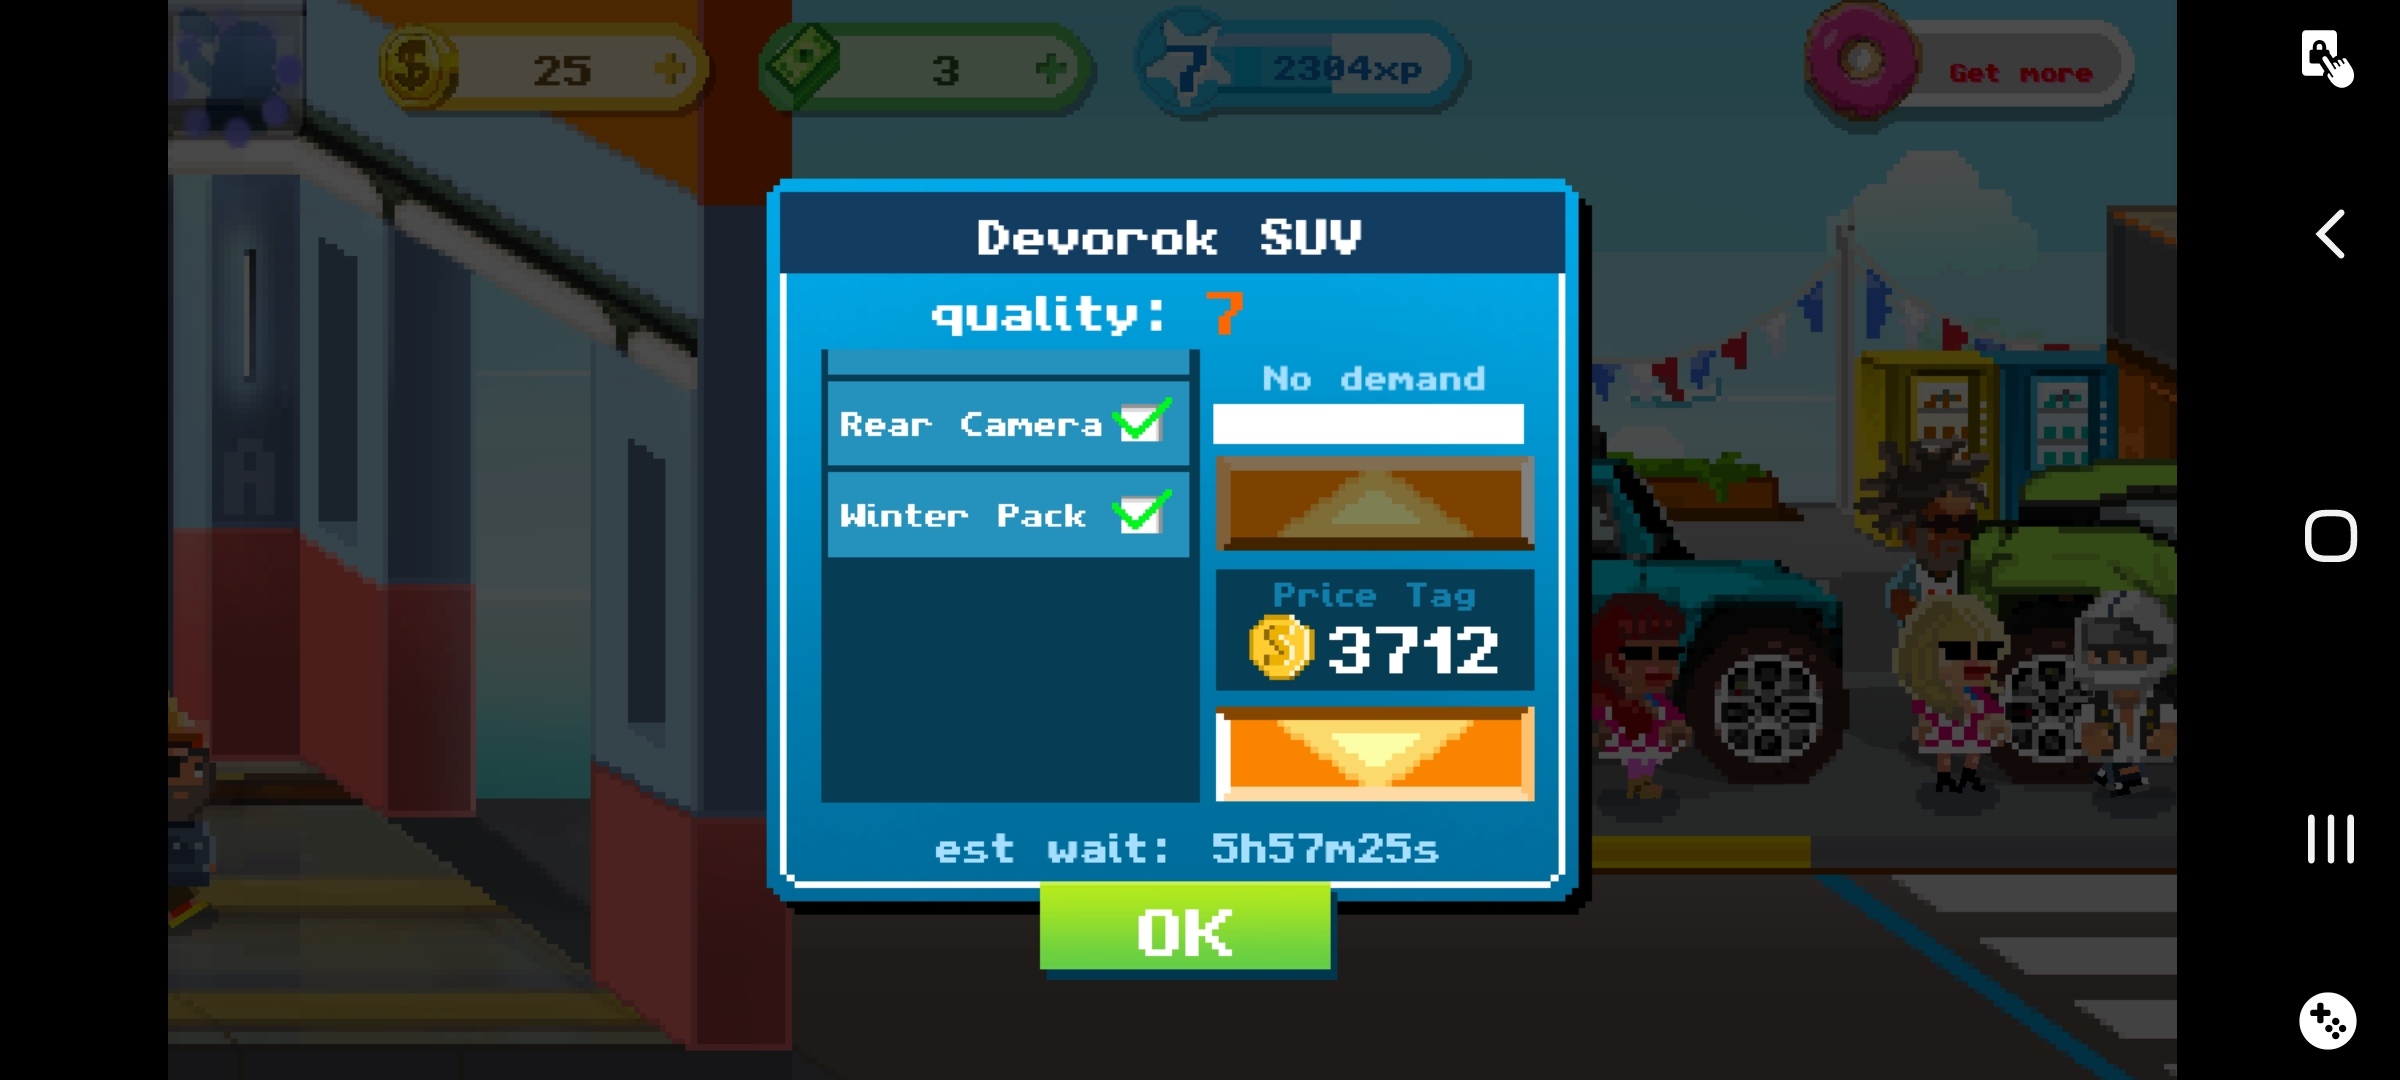 25
3
7
2304xp
Get more
Devorok SUV
quality: 7
No demand
Rear Camera
Winter Pack
Price Tag
3712
est wait: 5h57m25s
OK